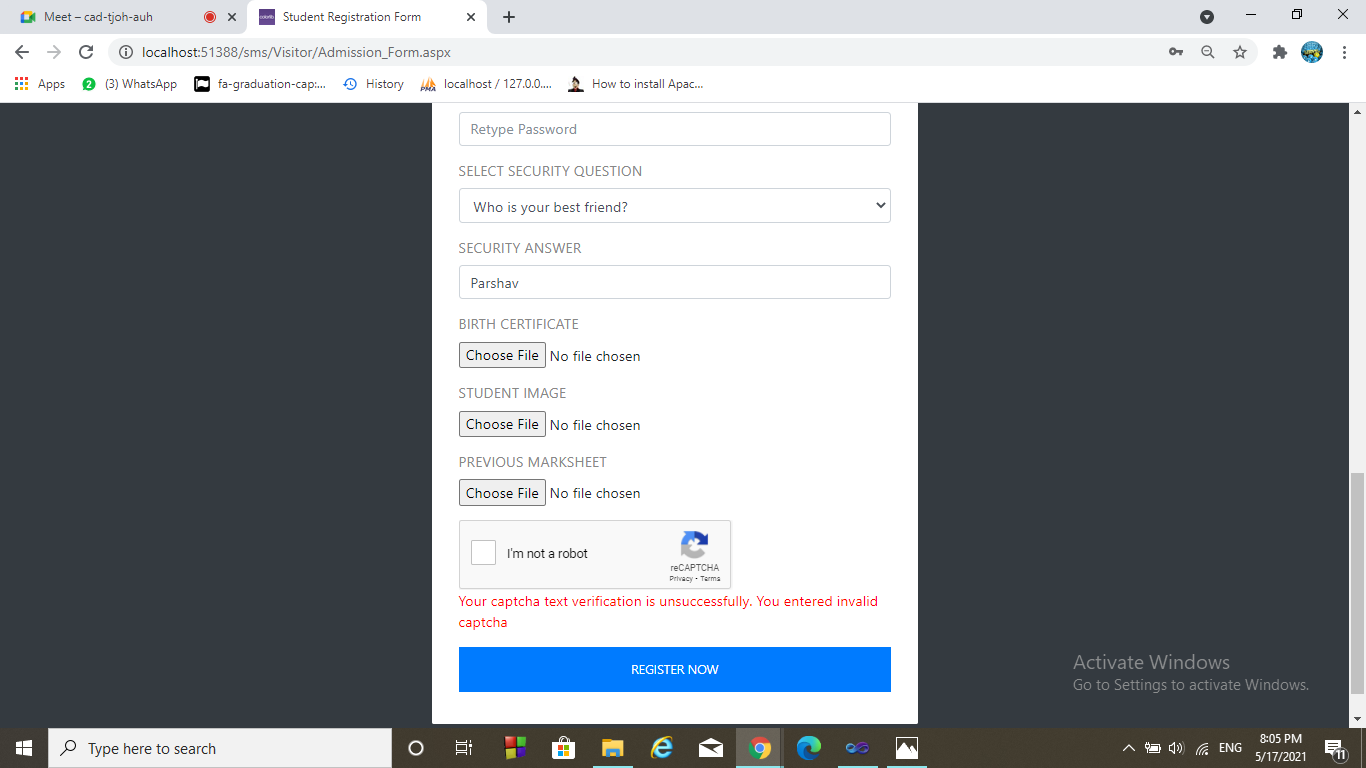 Meet – cad-tjoh-auh
Student Registration Form
localhost:51388/sms/Visitor/Admission_Form.aspx
Apps
2
(3) WhatsApp
fa-graduation-cap:...
History
PMA
localhost / 127.0.0....
How to install Apac...
Retype Password
SELECT SECURITY QUESTION
Who is your best friend?
SECURITY ANSWER
Parshav
BIRTH CERTIFICATE
Choose File No file chosen
STUDENT IMAGE
Choose File No file chosen
PREVIOUS MARKSHEET
Choose File No file chosen
I'm not a robot
reCAPTCHA
Privacy - Terms
Your captcha text verification is unsuccessfully. You entered invalid
captcha
REGISTER NOW
Activate Windows
Go to Settings to activate Windows.
Type here to search
ENG
8:05 PM
5/17/2021
11